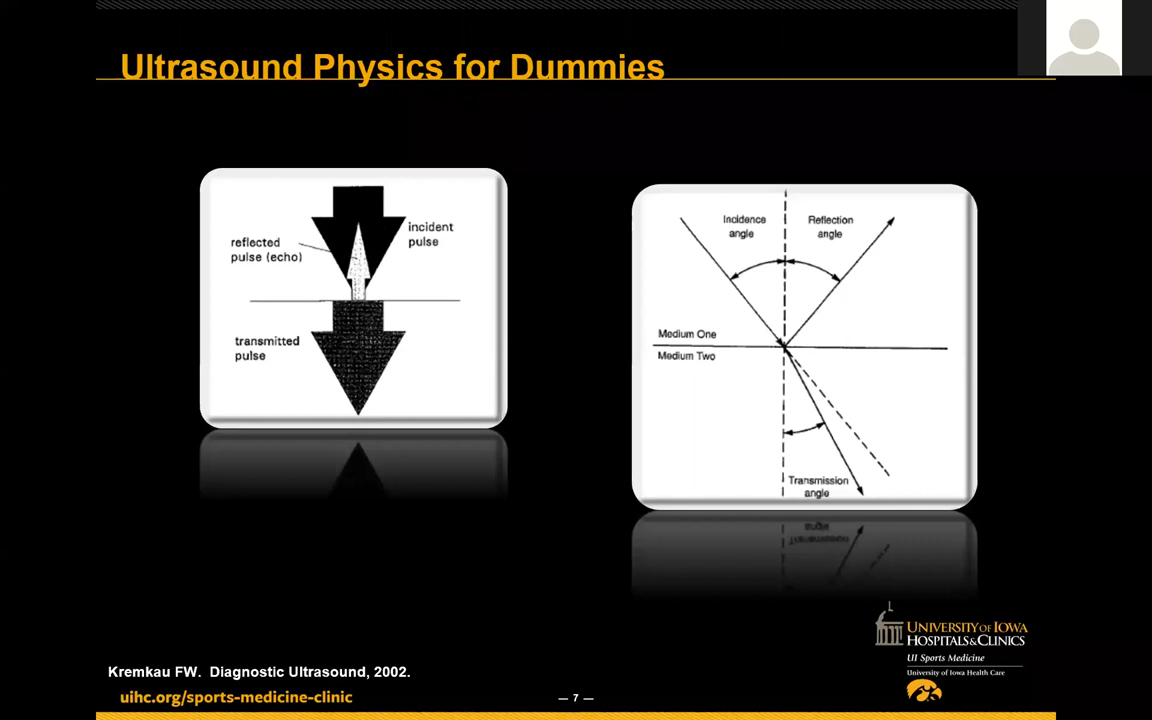 Ultrasound Physics for Dummies
incident
pulse
reflected
pulse (echo)
transmitted
pulse
Incidence
angle
Reflection
angle
Medium One
Medium Two
Transmission
angle
UNIVERSITY OF IOWA
HOSPITALS & CLINICS
UI Sports Medicine
University of Iowa Health Care
Kremkau FW. Diagnostic Ultrasound, 2002.
uihc.org/sports-medicine-clinic
— 7 —